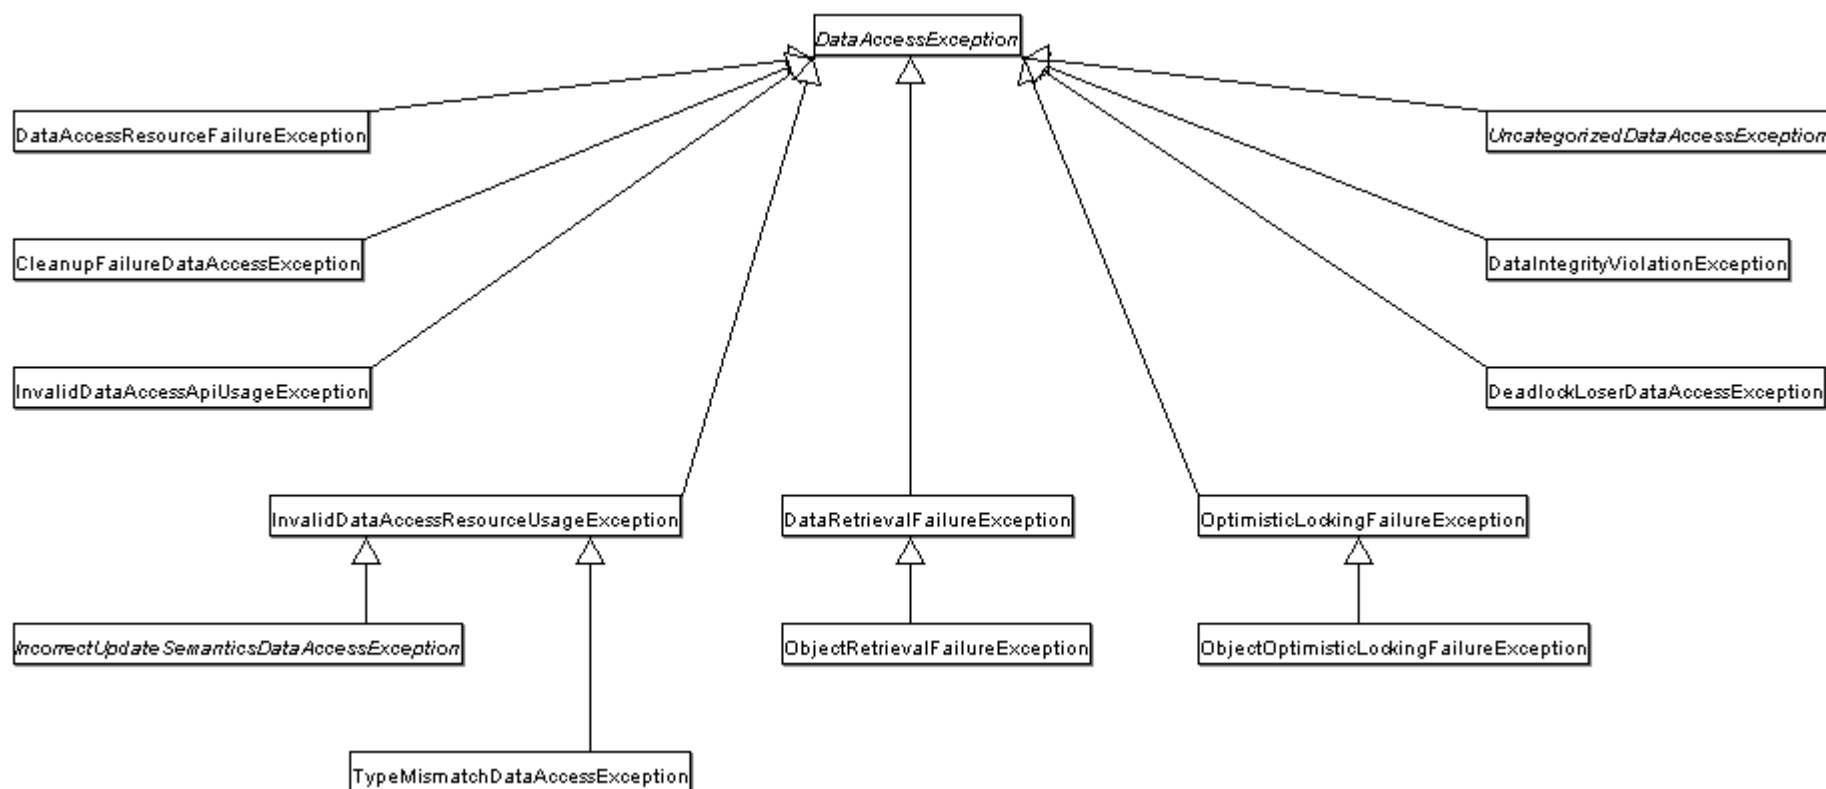 DataAccessException
DataAccessResourceFailureException
UncategorizedDataAccessException
CleanupFailureDataAccessException
DataIntegrityViolationException
InvalidDataAccessApiUsageException
DeadlockLoserDataAccessException
InvalidDataAccessResourceUsageException
DataRetrievalFailureException
OptimisticLockingFailureException
IncorrectUpdateSemanticsDataAccessException
ObjectRetrievalFailureException
ObjectOptimisticLockingFailureException
TypeMismatchDataAccessException